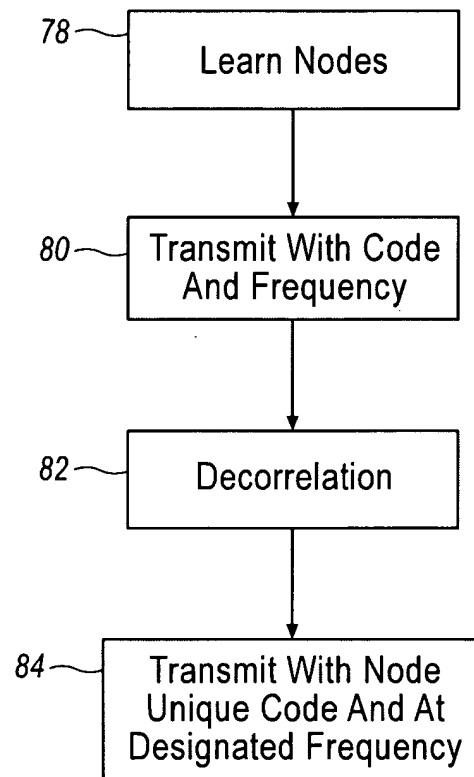 78
Learn Nodes
80
Transmit With Code
And Frequency
82
Decorrelation
84
Transmit With Node
Unique Code And At
Designated Frequency